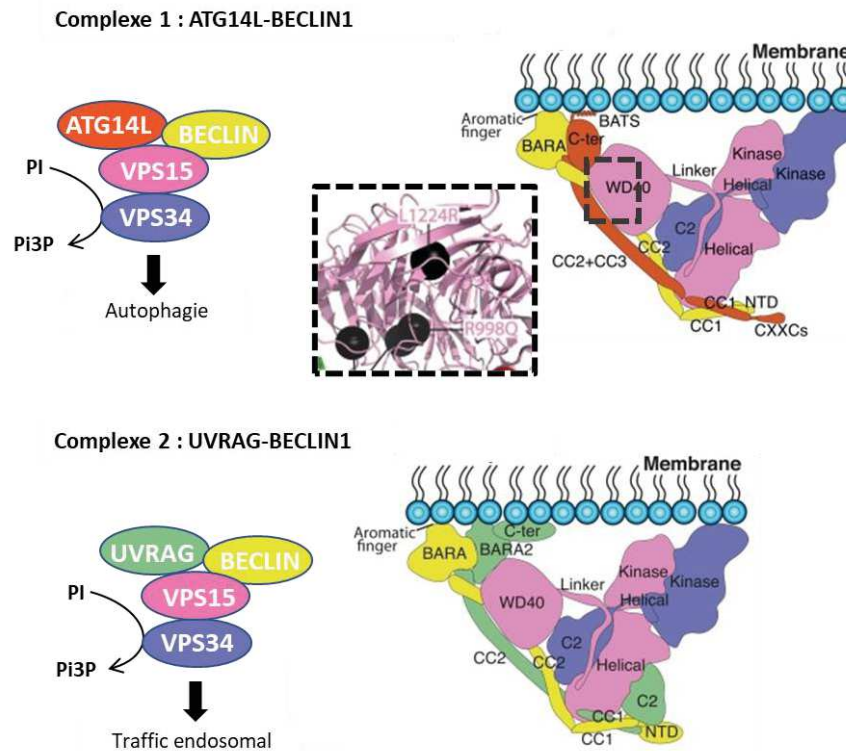 Complexe 1 : ATG14L-BECLIN1
Membrane
ATG14L
BECLIN
Aromatic
finger
BATS
BARA
C-ter
PI
VPS15
Linker
Kinase
WD40
Helical
Kinase
L1224R
VPS34
C2
Pi3P
CC2
Helical
CC2+CC3
R998Q
CC1 NTD
Autophagie
CC1
CXXCs
Complexe 2 : UVRAG-BECLIN1
Membrane
C-ter
Aromatic
finger
UVRAG
BECLIN
BARA
BARA2
PI
VPS15
Linker
Kinase
Kinase
WD40
Helical
VPS34
C2
Pi3P
CC2
CC2
Helical
C2
CC1
NTD
CC1
Traffic endosomal